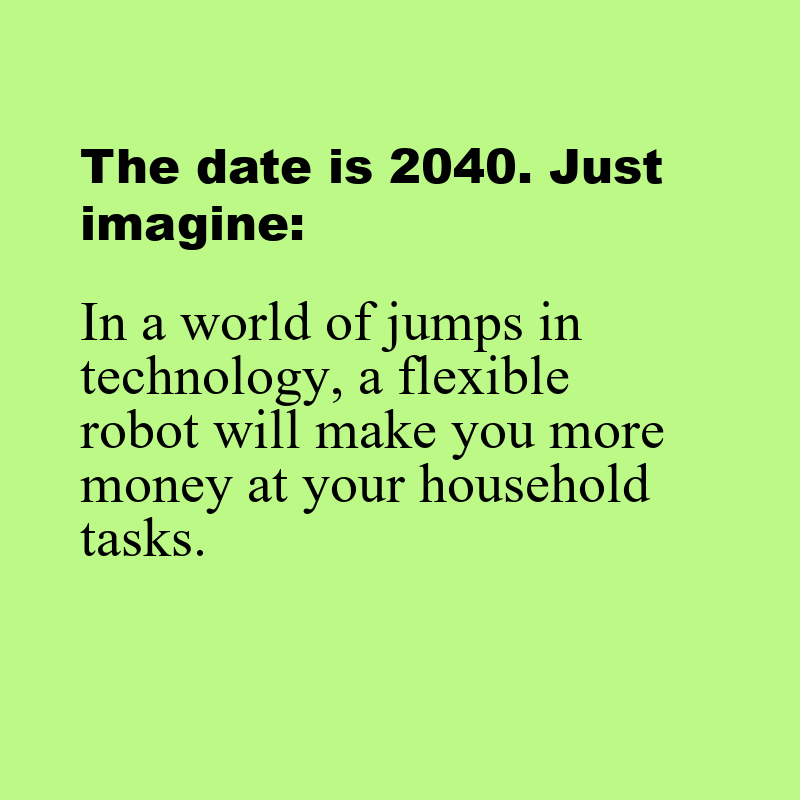 The date is 2040. Just
imagine:
In a world of jumps in
technology, a flexible
robot will make you more
money at your household
tasks.